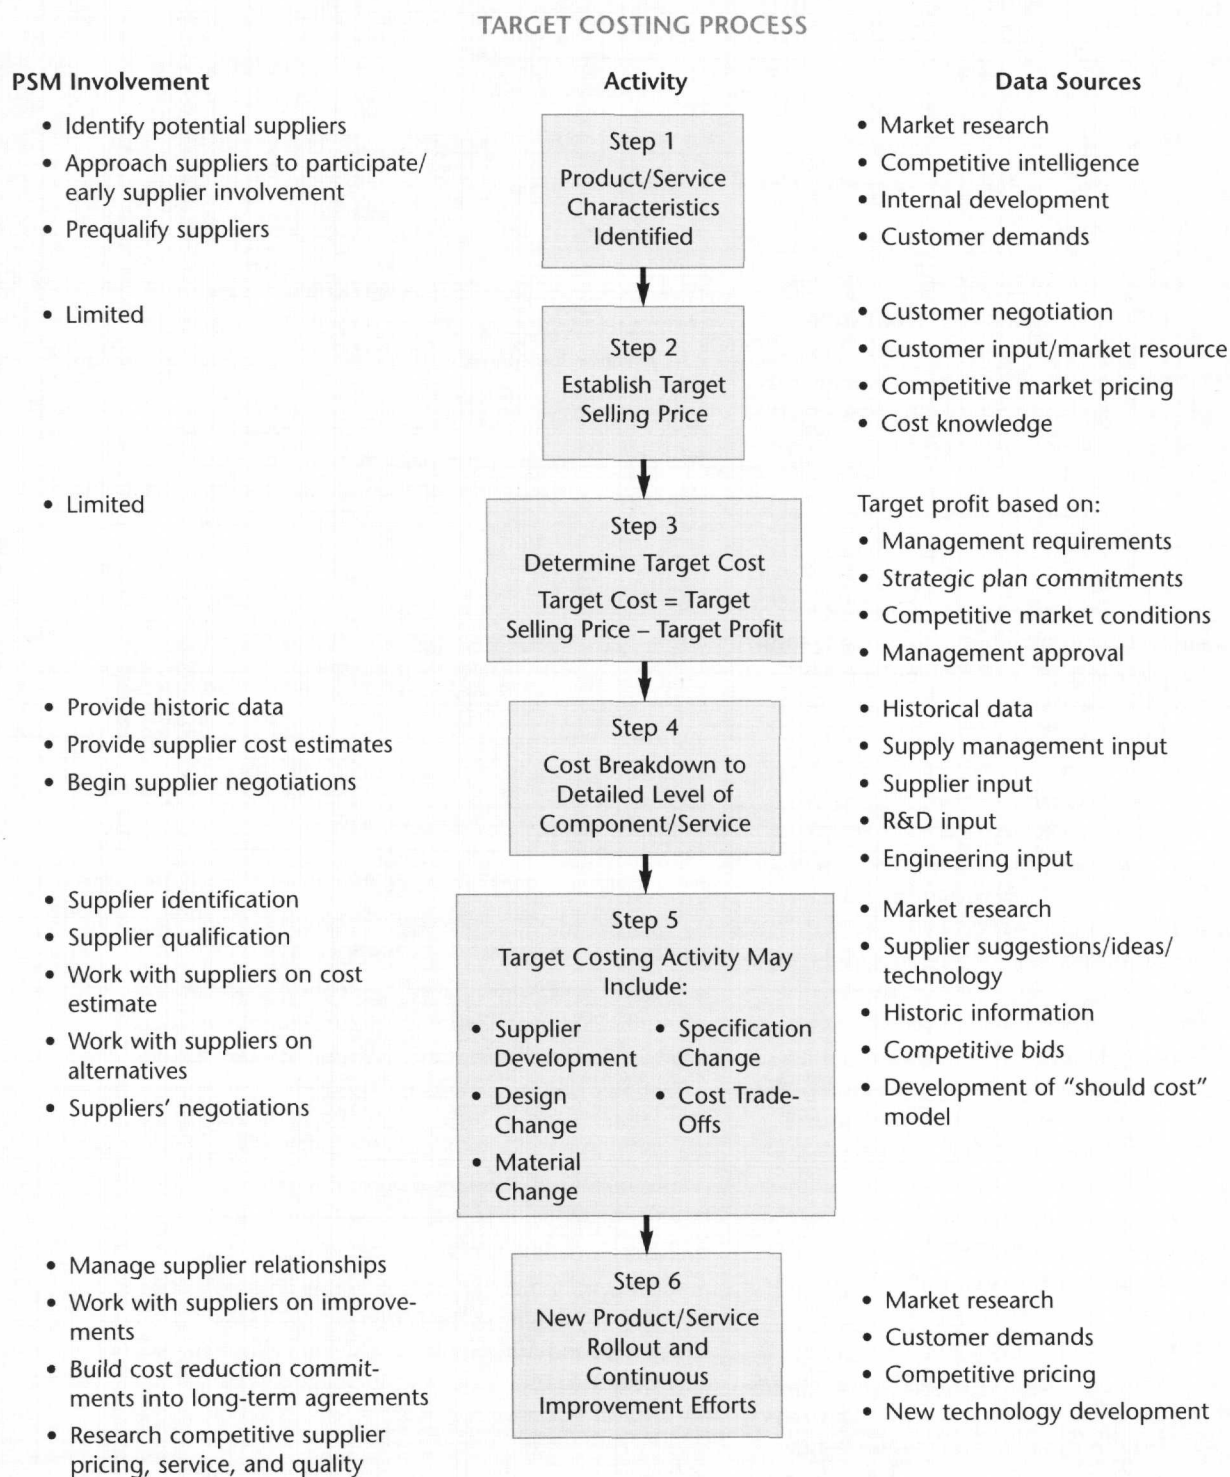 TARGET COSTING PROCESS
PSM Involvement
Activity
Data Sources
• Identify potential suppliers
• Approach suppliers to participate/
early supplier involvement
• Prequalify suppliers
Step 1
Product/Service
Characteristics
Identified
• Market research
• Competitive intelligence
• Internal development
• Customer demands
• Limited
Step 2
Establish Target
Selling Price
• Customer negotiation
• Customer input/market resource
• Competitive market pricing
• Cost knowledge
• Limited
Step 3
Determine Target Cost
Target Cost = Target
Selling Price – Target Profit
Target profit based on:
• Management requirements
• Strategic plan commitments
• Competitive market conditions
• Management approval
• Provide historic data
• Provide supplier cost estimates
• Begin supplier negotiations
Step 4
Cost Breakdown to
Detailed Level of
Component/Service
• Historical data
• Supply management input
• Supplier input
• R&D input
• Engineering input
• Supplier identification
• Supplier qualification
• Work with suppliers on cost
estimate
• Work with suppliers on
alternatives
• Suppliers’ negotiations
Step 5
Target Costing Activity May
Include:
• Supplier
Development
• Design
Change
• Material
Change
• Specification
Change
• Cost Trade-
Offs
• Market research
• Supplier suggestions/ideas/
technology
• Historic information
• Competitive bids
• Development of “should cost”
model
• Manage supplier relationships
• Work with suppliers on improve-
ments
• Build cost reduction commit-
ments into long-term agreements
• Research competitive supplier
pricing, service, and quality
Step 6
New Product/Service
Rollout and
Continuous
Improvement Efforts
• Market research
• Customer demands
• Competitive pricing
• New technology development